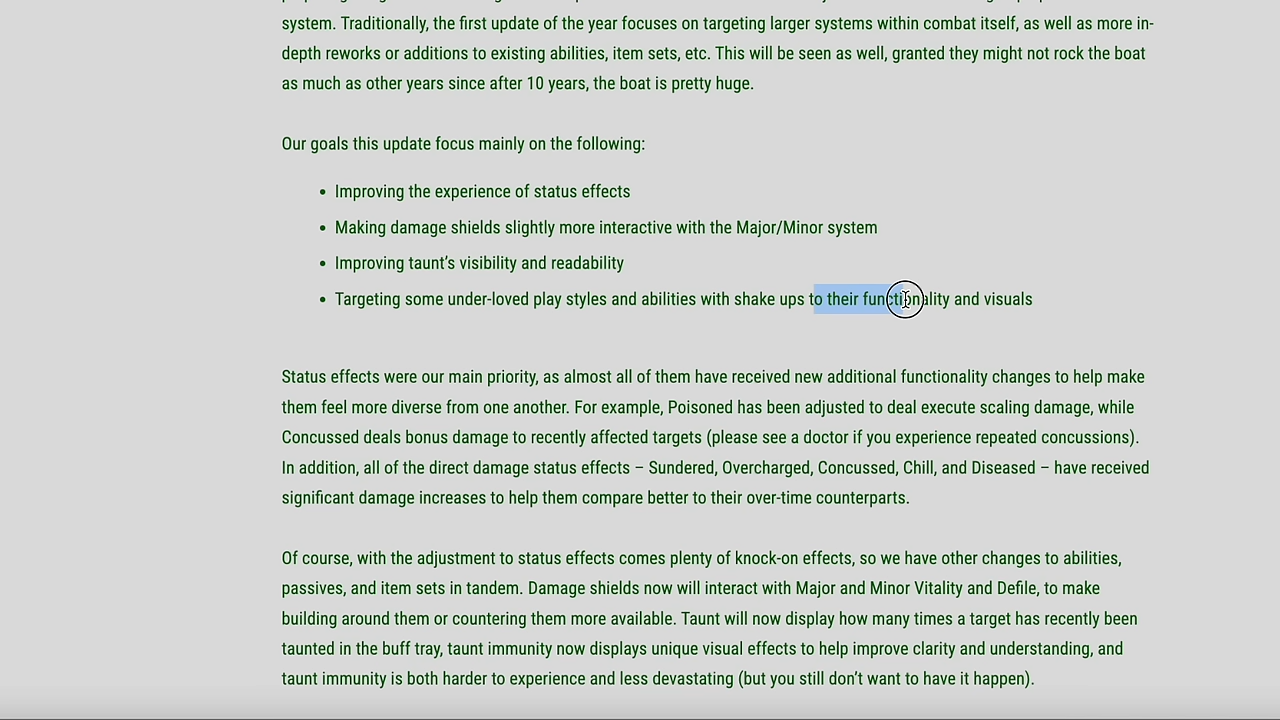 system. Traditionally, the first update of the year focuses on targeting larger systems within combat itself, as well as more in-
depth reworks or additions to existing abilities, item sets, etc. This will be seen as well, granted they might not rock the boat
as much as other years since after 10 years, the boat is pretty huge.
Our goals this update focus mainly on the following:
• Improving the experience of status effects
• Making damage shields slightly more interactive with the Major/Minor system
• Improving taunt’s visibility and readability
• Targeting some under-loved play styles and abilities with shake ups to their functionality and visuals
Status effects were our main priority, as almost all of them have received new additional functionality changes to help make
them feel more diverse from one another. For example, Poisoned has been adjusted to deal execute scaling damage, while
Concussed deals bonus damage to recently affected targets (please see a doctor if you experience repeated concussions).
In addition, all of the direct damage status effects – Sundered, Overcharged, Concussed, Chill, and Diseased – have received
significant damage increases to help them compare better to their over-time counterparts.
Of course, with the adjustment to status effects comes plenty of knock-on effects, so we have other changes to abilities,
passives, and item sets in tandem. Damage shields now will interact with Major and Minor Vitality and Defile, to make
building around them or countering them more available. Taunt will now display how many times a target has recently been
taunted in the buff tray, taunt immunity now displays unique visual effects to help improve clarity and understanding, and
taunt immunity is both harder to experience and less devastating (but you still don’t want to have it happen).